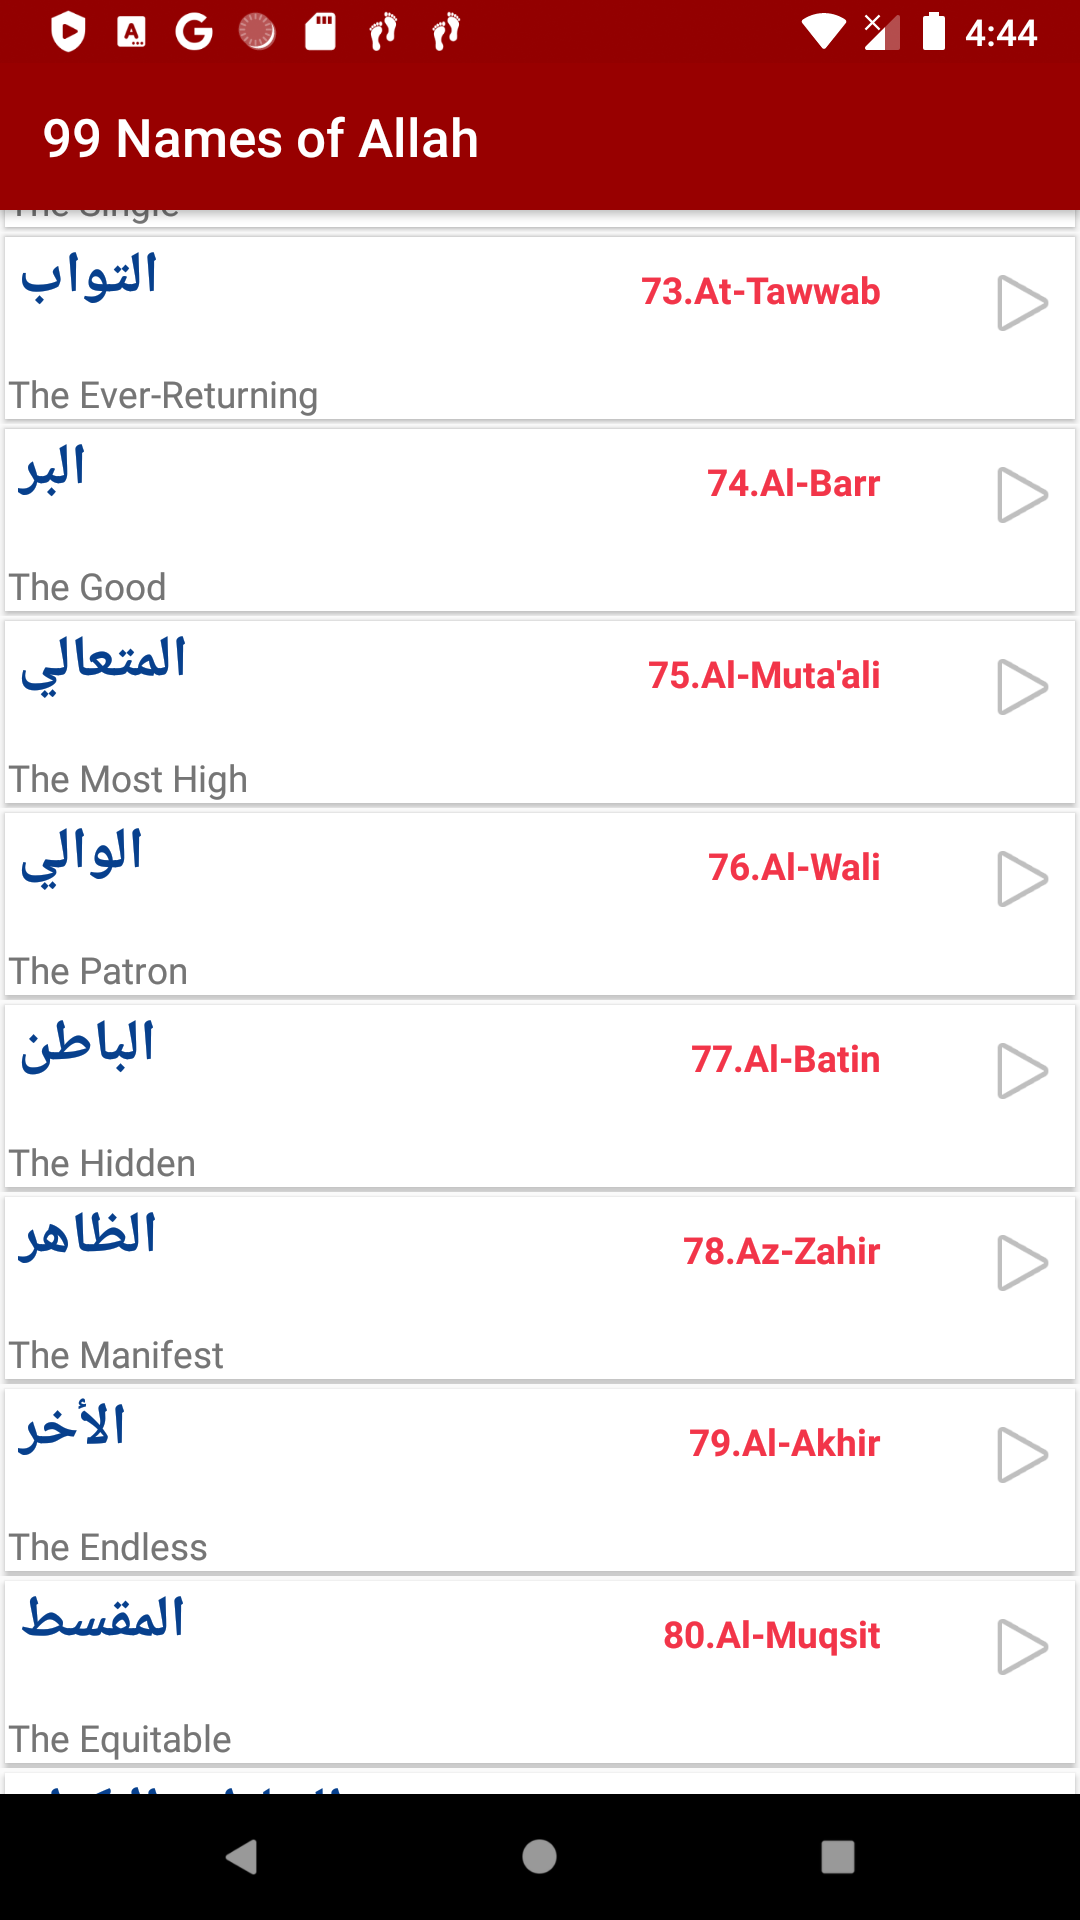 4:44
99 Names of Allah
The Single
التواب
73.At-Tawwab
The Ever-Returning
البر
74.Al-Barr
The Good
المتعالي
75.Al-Muta'ali
The Most High
الوالي
76.Al-Wali
The Patron
الباطن
77.Al-Batin
The Hidden
الظاهر
78.Az-Zahir
The Manifest
الأخر
79.Al-Akhir
The Endless
المقسط
80.Al-Muqsit
The Equitable